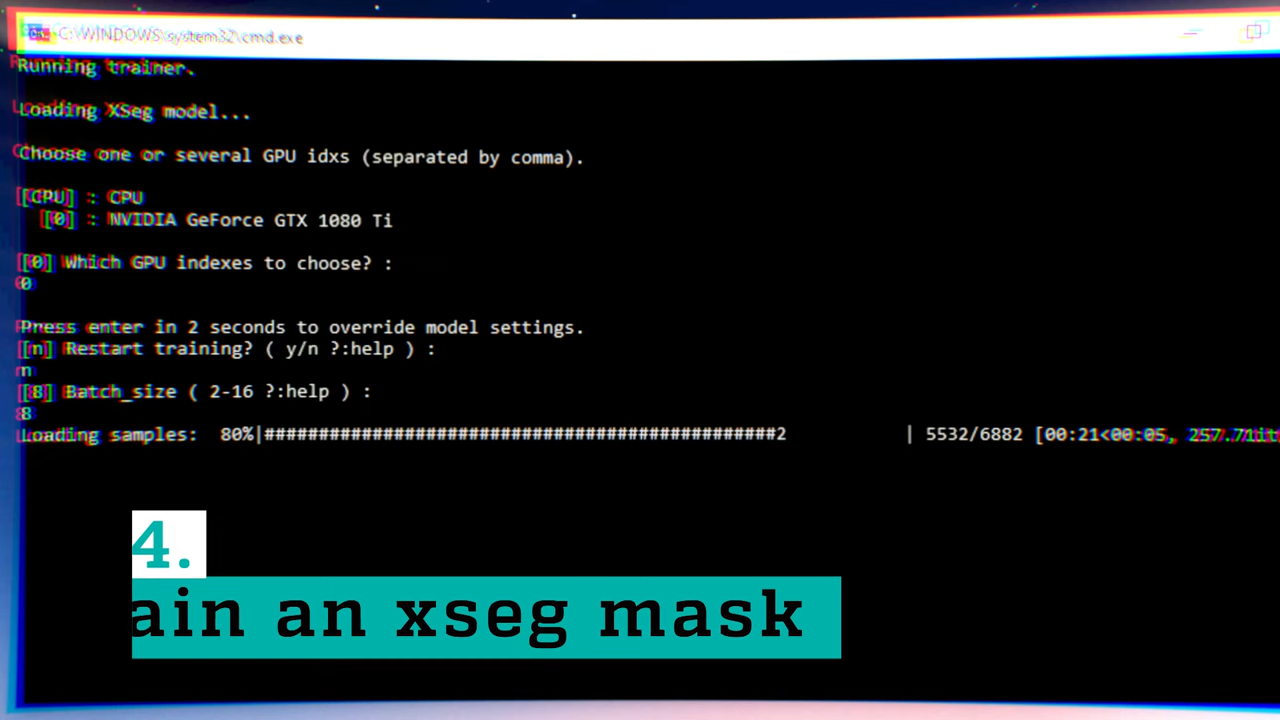 C:\WINDOWS\system32\cmd.exe
Running trainer.
Loading XSeg model...
Choose one or several GPU idxs (separated by comma).
[CPU] : CPU
[0] : NVIDIA GeForce GTX 1080 Ti
[0] Which GPU indexes to choose? :
0
Press enter in 2 seconds to override model settings.
[n] Restart training? ( y/n ?:help ) :
n
[8] Batch_size ( 2-16 ?:help ) :
8
Loading samples: 80%|################################################2 | 5532/6882 [00:21<00:05, 257.71it
4.
ain an xseg mask